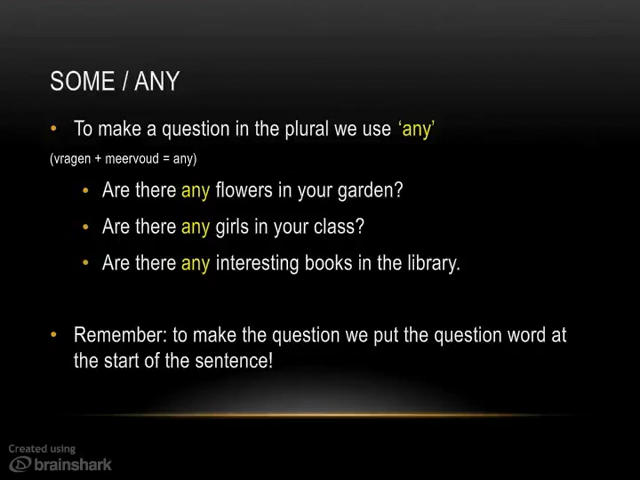 SOME / ANY
• To make a question in the plural we use ‘any’
(vragen + meervoud = any)
• Are there any flowers in your garden?
• Are there any girls in your class?
• Are there any interesting books in the library.
• Remember: to make the question we put the question word at
the start of the sentence!
Created using
brainshark